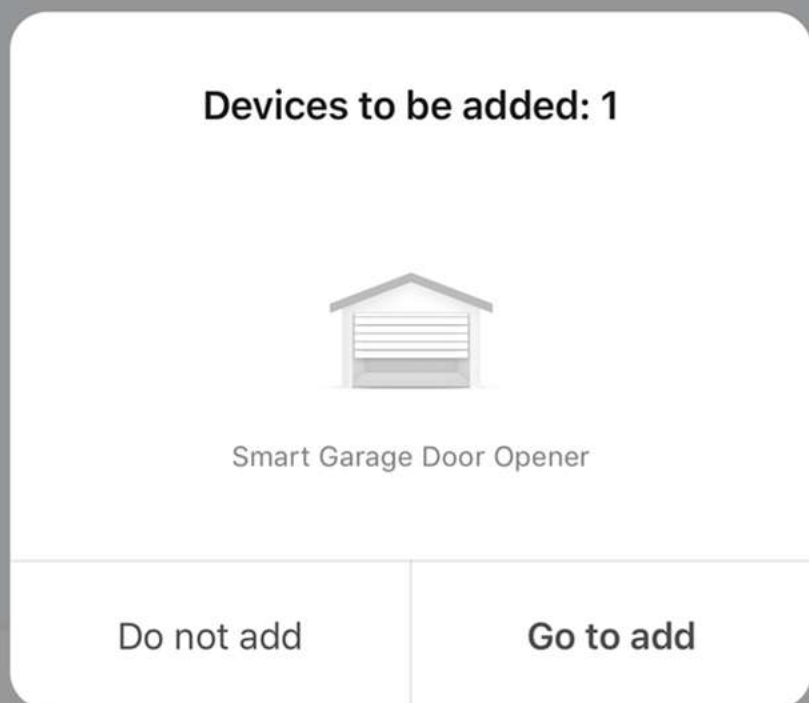 Devices to be added: 1
Smart Garage Door Opener
Do not add
Go to add